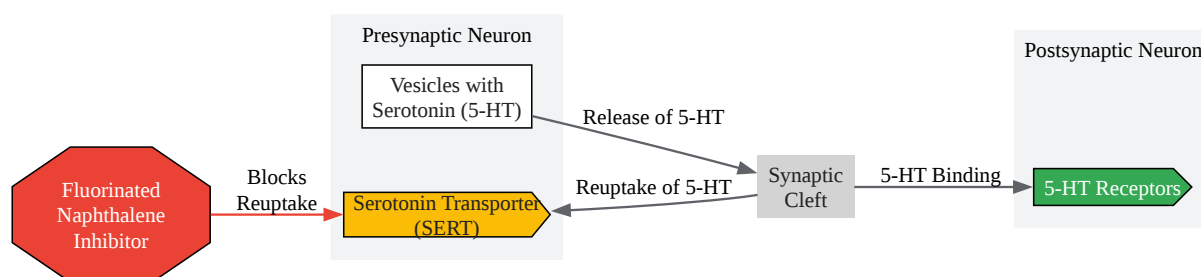 Presynaptic Neuron
Postsynaptic Neuron
Vesicles with
Serotonin (5-HT)
Release of 5-HT
Fluorinated
Naphthalene
Inhibitor
Blocks
Reuptake
Serotonin Transporter
(SERT)
Reuptake of 5-HT
Synaptic
Cleft
5-HT Binding
5-HT Receptors